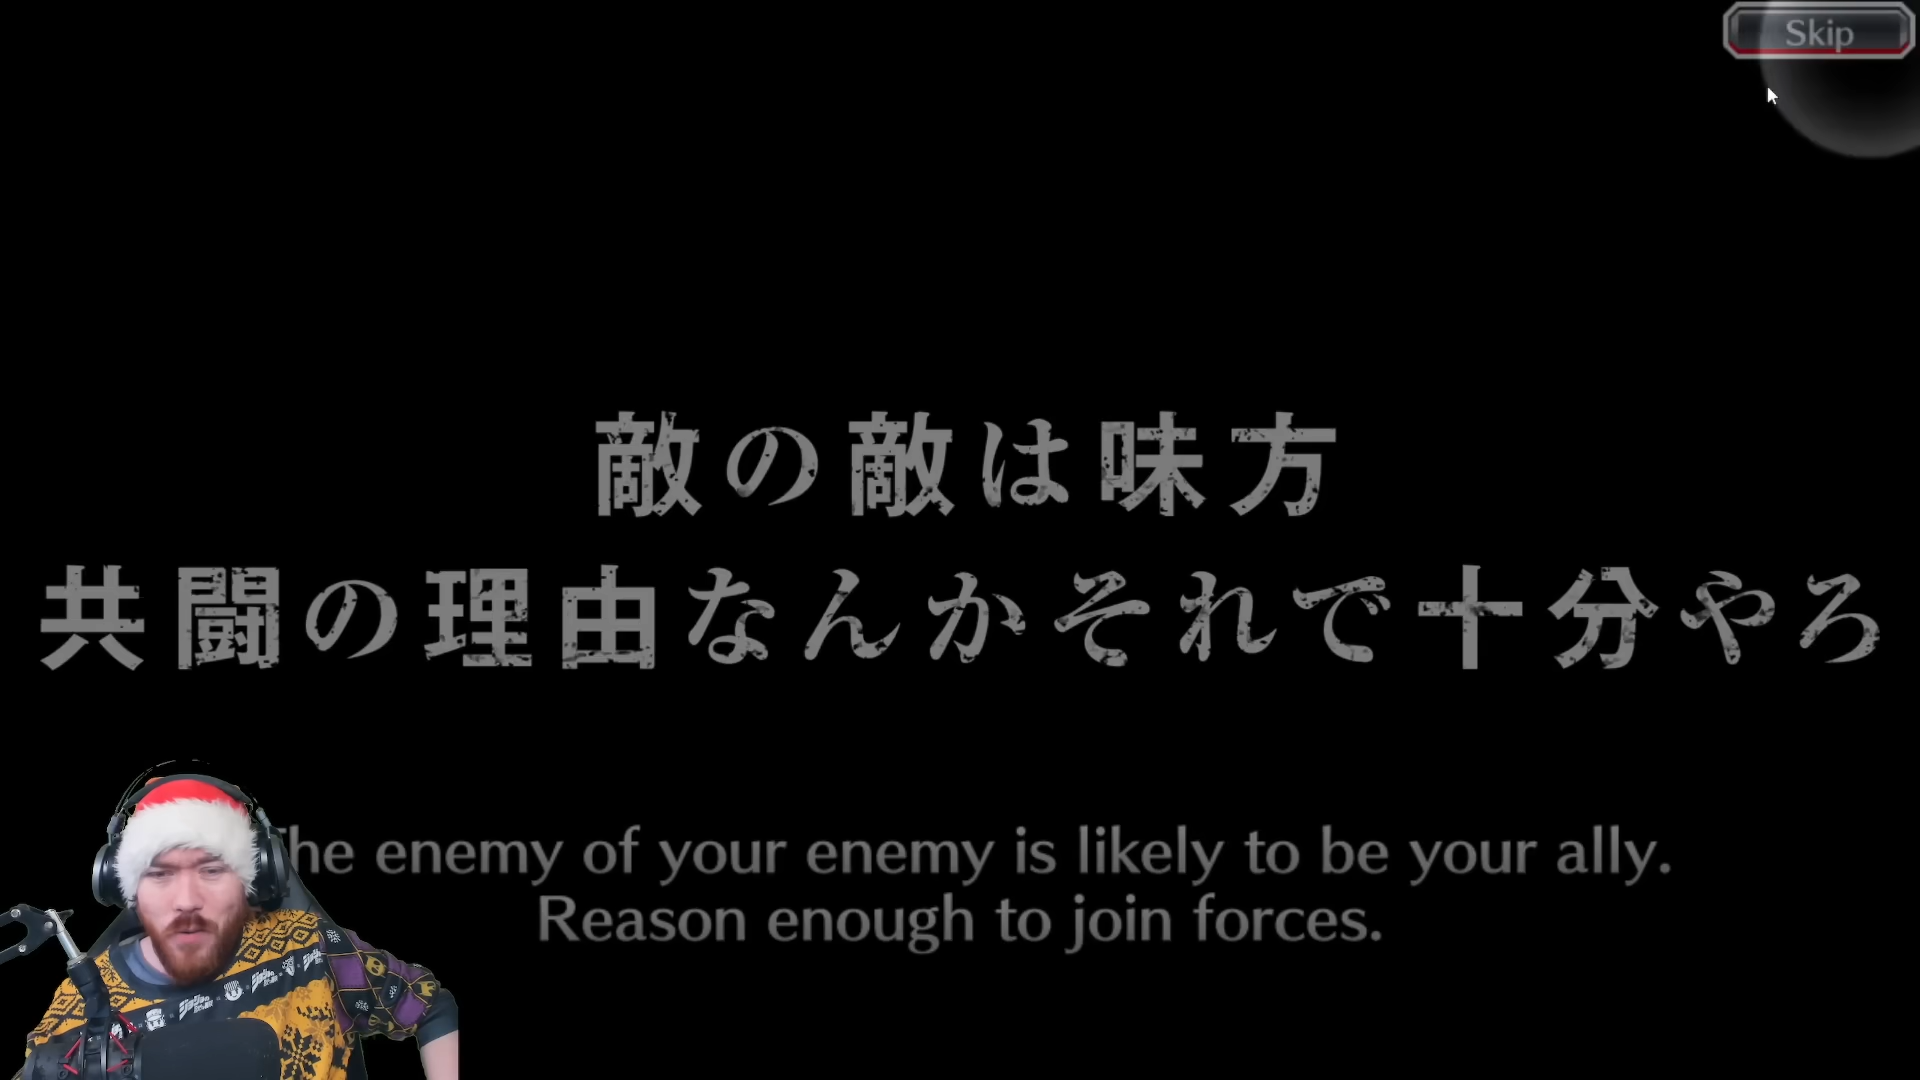 Skip
敵の敵は味方
共闘の理由なんかそれで十分やろ
The enemy of your enemy is likely to be your ally.
Reason enough to join forces.